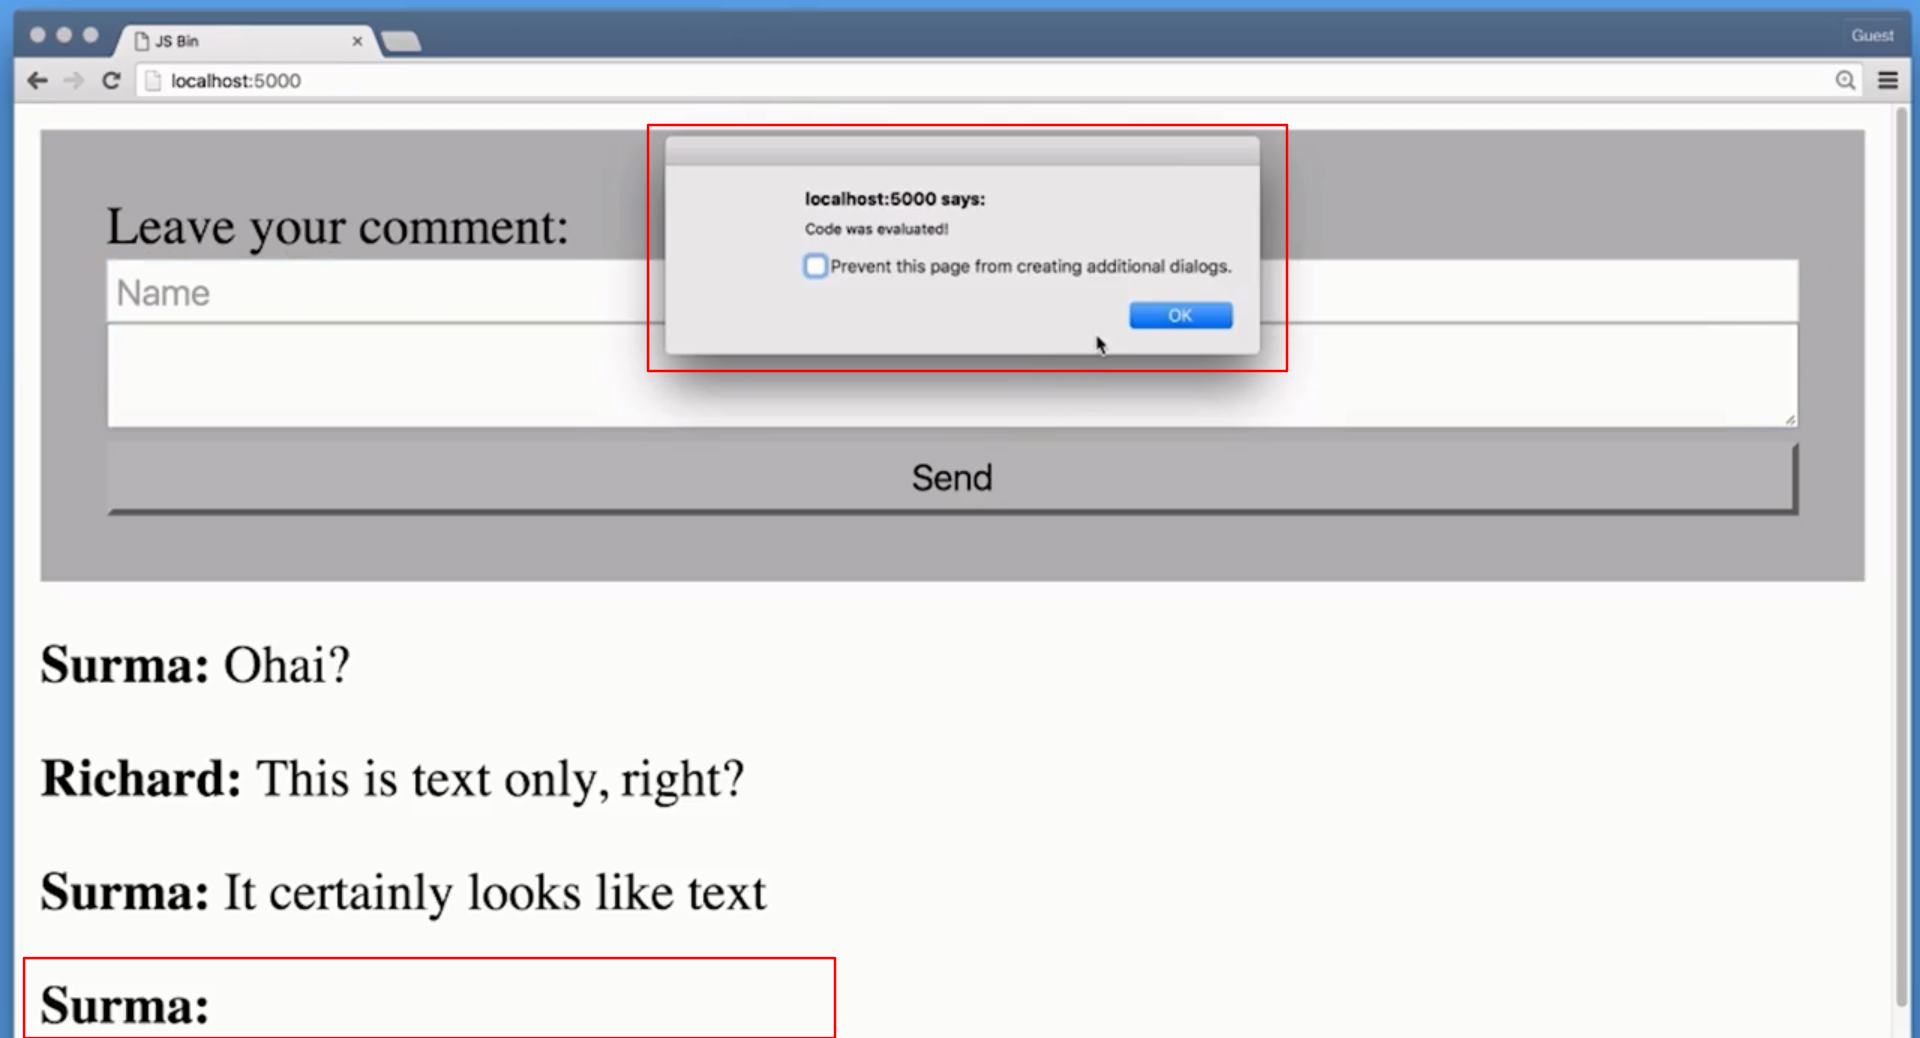 JS Bin
Guest
localhost:5000
localhost:5000 says:
Code was evaluated!
Prevent this page from creating additional dialogs.
OK
Leave your comment:
Name
Send
Surma: Ohai?
Richard: This is text only, right?
Surma: It certainly looks like text
Surma: